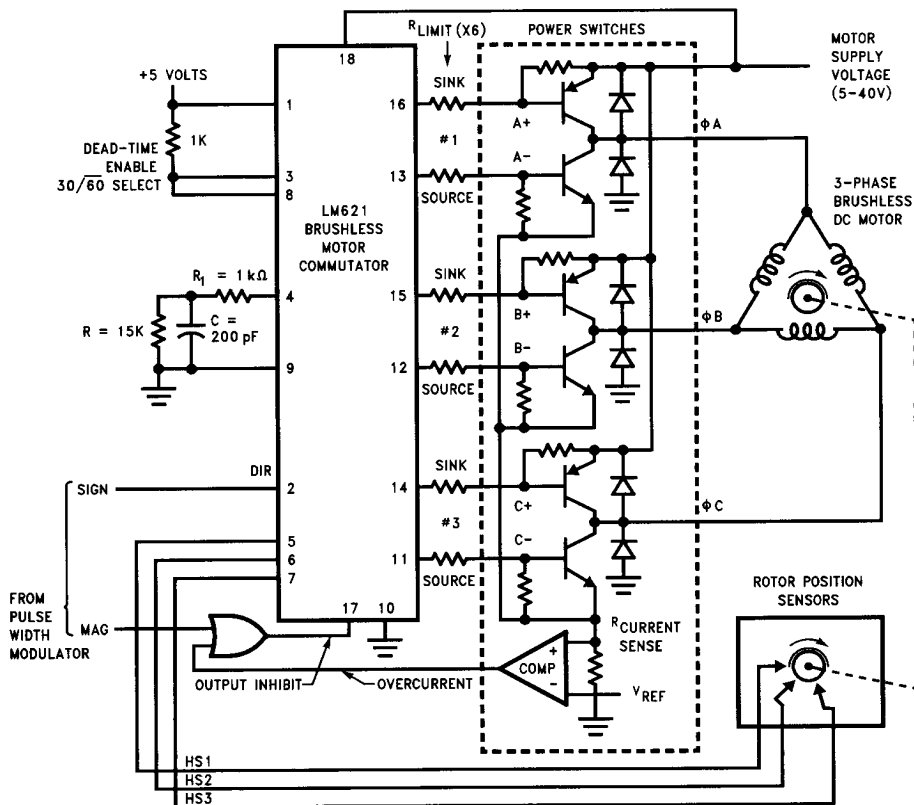 R LIMIT (X6)
POWER SWITCHES
18
+5 VOLTS
SINK
MOTOR
SUPPLY
VOLTAGE
(5–40V)
1
16
A+
ϕA
1K
#1
DEAD-TIME
ENABLE
30/60 SELECT
3
8
13
A−
SOURCE
LM621
BRUSHLESS
MOTOR
COMMUTATOR
3-PHASE
BRUSHLESS
DC MOTOR
R1 = 1kΩ
4
SINK
15
B+
ϕB
R = 15K
C =
200 pF
#2
B−
9
12
SOURCE
SINK
DIR
SIGN
2
14
C+
ϕC
#3
5
6
7
C−
11
SOURCE
ROTOR POSITION
SENSORS
FROM
PULSE
WIDTH
MODULATOR
MAG
17
10
R CURRENT
SENSE
+
COMP
−
VREF
OUTPUT INHIBIT
OVERCURRENT
HS1
HS2
HS3